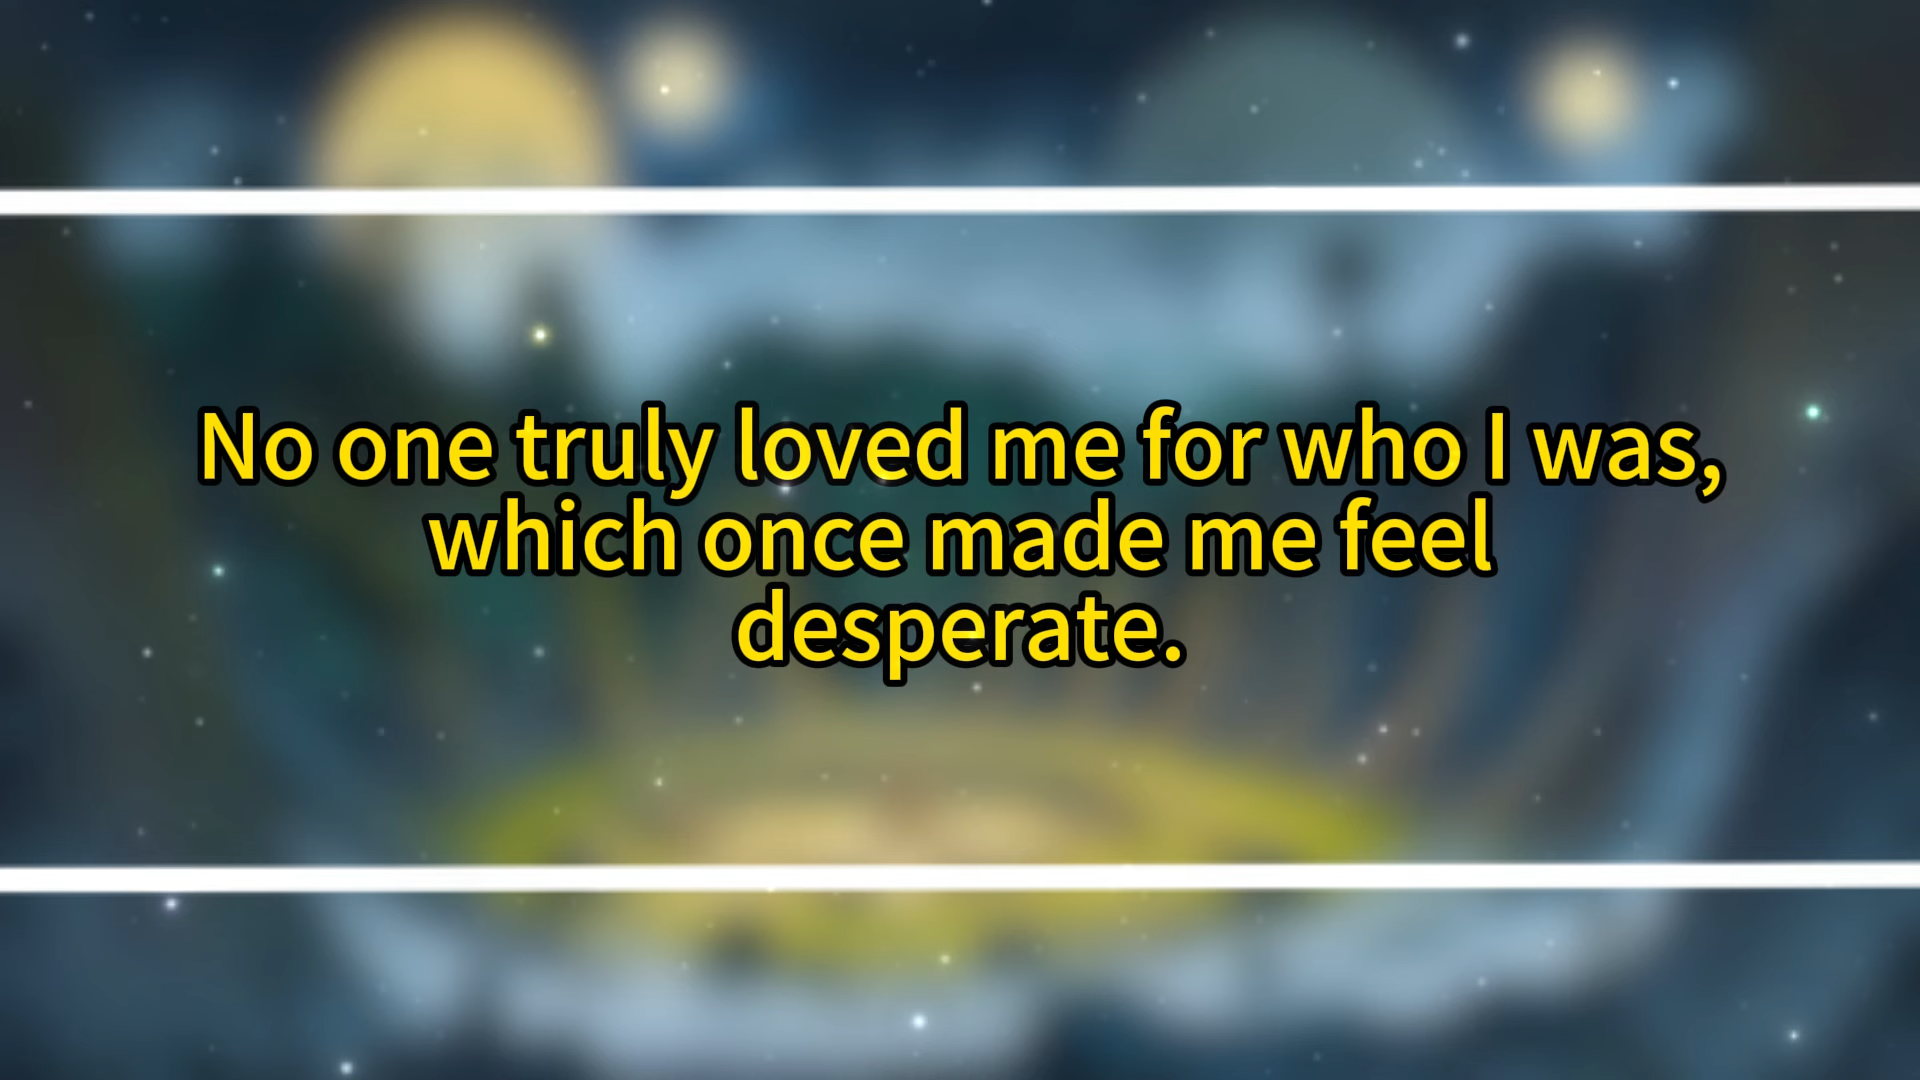 No one truly loved me for who I was,
which once made me feel
desperate.